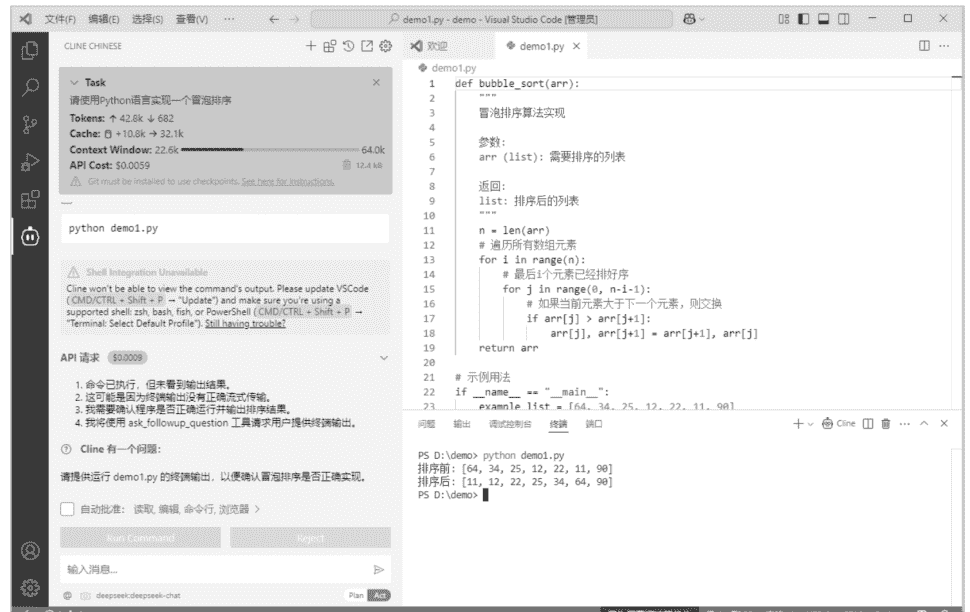 文件(F) 编辑(E) 选择(S) 查看(V) ··· demo1.py - demo - Visual Studio Code [管理员]
CLINE CHINESE
Task
请使用Python语言实现一个冒泡排序
Tokens: ↑ 42.8k ↓ 682
Cache: +10.8k → 32.1k
Context Window: 22.6k 64.0k
API Cost: $0.0059 12.4 kB
Git must be installed to use checkpoints. See here for instructions.
python demo1.py
Shell Integration Unavailable
Cline won't be able to view the command's output. Please update VSCode
(CMD/CTRL + Shift + P → "Update") and make sure you're using a
supported shell: zsh, bash, fish, or PowerShell (CMD/CTRL + Shift + P →
"Terminal: Select Default Profile"). Still having trouble?
API 请求 $0.0009
1. 命令已执行，但未看到输出结果。
2. 这可能是因为终端输出没有正确流式传输。
3. 我需要确认程序是否正确运行并输出排序结果。
4. 我将使用 ask_followup_question 工具请求用户提供终端输出。
Cline 有一个问题:
请提供运行 demo1.py 的终端输出，以便确认冒泡排序是否正确实现。
自动批准: 读取, 编辑, 命令行, 浏览器 >
Run Command Reject
输入消息...
@ deepseek:deepseek-chat Plan Act
欢迎 demo1.py ×
demo1.py
1 def bubble_sort(arr):
2 """
3 冒泡排序算法实现
4
5 参数:
6 arr (list): 需要排序的列表
7
8 返回:
9 list: 排序后的列表
10 """
11 n = len(arr)
12 # 遍历所有数组元素
13 for i in range(n):
14 # 最后i个元素已经排好序
15 for j in range(0, n-i-1):
16 # 如果当前元素大于下一个元素，则交换
17 if arr[j] > arr[j+1]:
18 arr[j], arr[j+1] = arr[j+1], arr[j]
19 return arr
20
21 # 示例用法
22 if __name__ == "__main__":
23 example_list = [64, 34, 25, 12, 22, 11, 90]
问题 输出 调试控制台 终端 端口 Cline
PS D:\demo> python demo1.py
排序前: [64, 34, 25, 12, 22, 11, 90]
排序后: [11, 12, 22, 25, 34, 64, 90]
PS D:\demo>